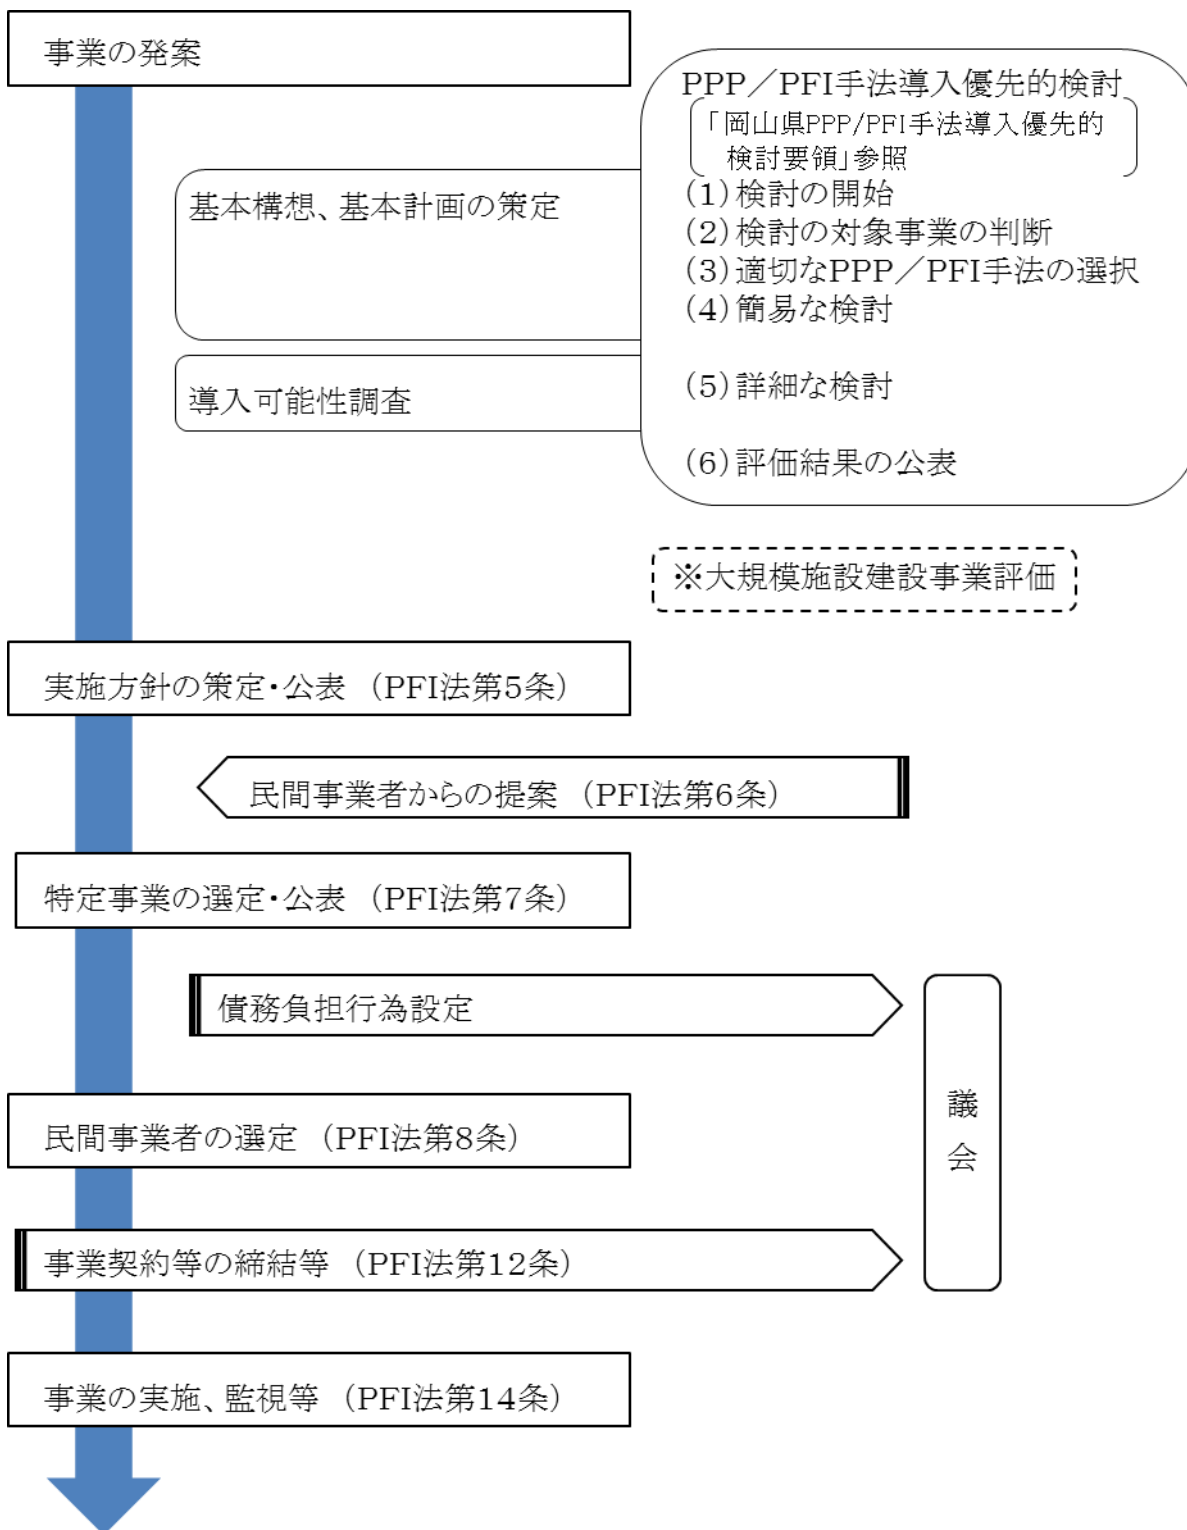 事業の発案
PPP／PFI手法導入優先的検討
「岡山県PPP/PFI手法導入優先的
検討要領」参照
基本構想、基本計画の策定
(1)検討の開始
(2)検討の対象事業の判断
(3)適切なPPP／PFI手法の選択
(4)簡易な検討
導入可能性調査
(5)詳細な検討
(6)評価結果の公表
※大規模施設建設事業評価
実施方針の策定・公表 （PFI法第5条）
民間事業者からの提案 （PFI法第6条）
特定事業の選定・公表 （PFI法第7条）
債務負担行為設定
議会
民間事業者の選定 （PFI法第8条）
事業契約等の締結等 （PFI法第12条）
事業の実施、監視等 （PFI法第14条）